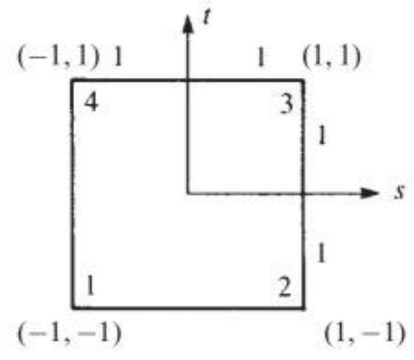 t
(-1, 1) 1 1 (1, 1)
4 3
1
s
1
1 2
(-1, -1) (1, -1)